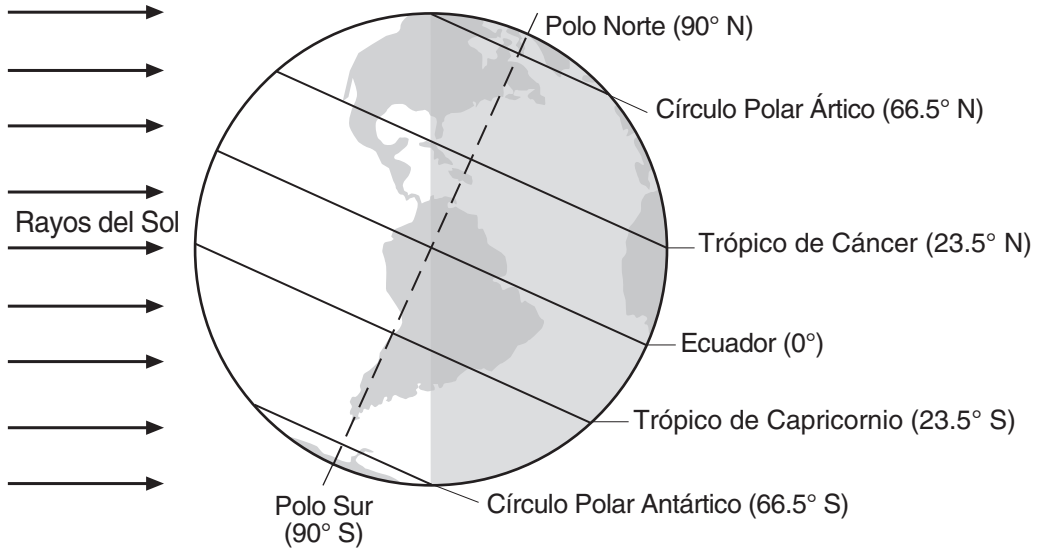 Polo Norte (90° N)
Círculo Polar Ártico (66.5° N)
Rayos del Sol
Trópico de Cáncer (23.5° N)
Ecuador (0°)
Trópico de Capricornio (23.5° S)
Círculo Polar Antártico (66.5° S)
Polo Sur
(90° S)